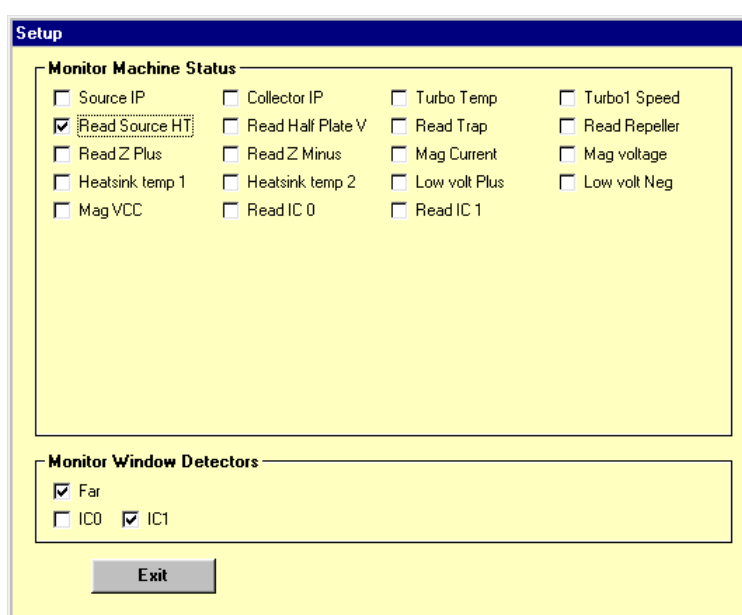 Setup
Monitor Machine Status
Source IP Collector IP Turbo Temp Turbo1 Speed
Read Source HT Read Half Plate V Read Trap Read Repeller
Read Z Plus Read Z Minus Mag Current Mag voltage
Heatsink temp 1 Heatsink temp 2 Low volt Plus Low volt Neg
Mag VCC Read IC 0 Read IC 1
Monitor Window Detectors
Far
IC0 IC1
Exit